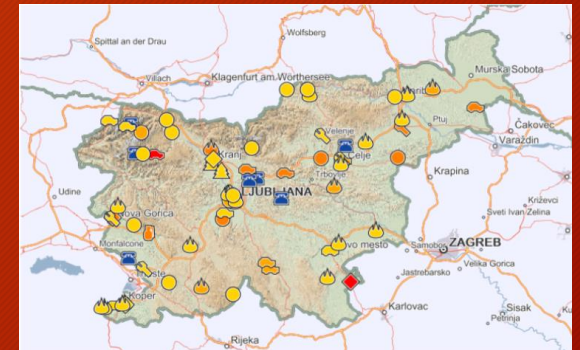 Wolfsberg
Spittal an der Drau
Murska Sobota
Villach
Klagenfurt am Wörthersee
Ptuj
Čakovec
Velenje
Varaždin
Kranj
Celje
Krapina
Trbovlje
Udine
LJUBLJANA
Križevci
Nova Gorica
Sveti Ivan Zelina
Monfalcone
Novo mesto
Samobor
ZAGREB
Velika Gorica
Jastrebarsko
Trieste
Koper
Karlovac
Sisak
Petrinja
Rijeka